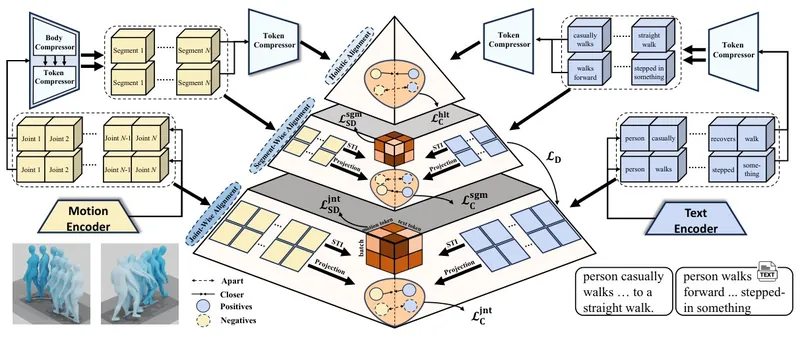 Body
Compressor
Token
Compressor
Segment 1
Segment N
Segment 1
Segment N
Token
Compressor
Holistic Alignment
Token
Compressor
casually
walks
straight
walk
walks
forward
stepped in
something
Token
Compressor
Joint 1
Joint 2
Joint N-1
Joint N
Joint 1
Joint 2
Joint N-1
Joint N
Motion
Encoder
Segment-Wise Alignment
Joint-Wise Alignment
ℒ_C^hlt
ℒ_SD^sgm
STI
STI
Projection
Projection
ℒ_C^sgm
ℒ_D
ℒ_SD^jnt
motion token
text token
batch
STI
STI
Projection
Projection
ℒ_C^jnt
person
casually
recovers
walk
person
walks
stepped
some-
thing
Text
Encoder
Apart
Closer
Positives
Negatives
person casually
walks … to a
straight walk.
TEXT
person walks
forward ... stepped-
in something